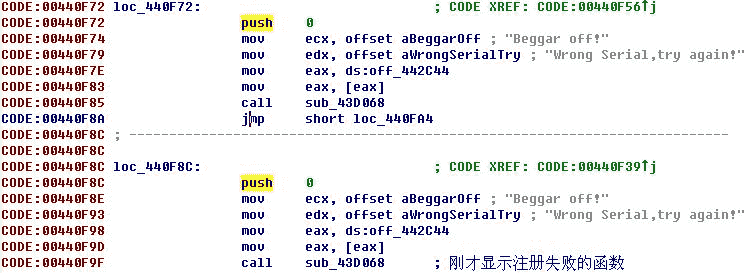 CODE:00440F72 loc_440F72: ; CODE XREF: CODE:00440F56↑j
CODE:00440F72 push 0
CODE:00440F74 mov ecx, offset aBeggarOff ; "Beggar off!"
CODE:00440F79 mov edx, offset aWrongSerialTry ; "Wrong Serial,try again!"
CODE:00440F7E mov eax, ds:off_442C44
CODE:00440F83 mov eax, [eax]
CODE:00440F85 call sub_43D068
CODE:00440F8A jmp short loc_440FA4
CODE:00440F8C ; ---------------------------------------------------------------------------
CODE:00440F8C
CODE:00440F8C loc_440F8C: ; CODE XREF: CODE:00440F39↑j
CODE:00440F8C push 0
CODE:00440F8E mov ecx, offset aBeggarOff ; "Beggar off!"
CODE:00440F93 mov edx, offset aWrongSerialTry ; "Wrong Serial,try again!"
CODE:00440F98 mov eax, ds:off_442C44
CODE:00440F9D mov eax, [eax]
CODE:00440F9F call sub_43D068 ; 刚才显示注册失败的函数